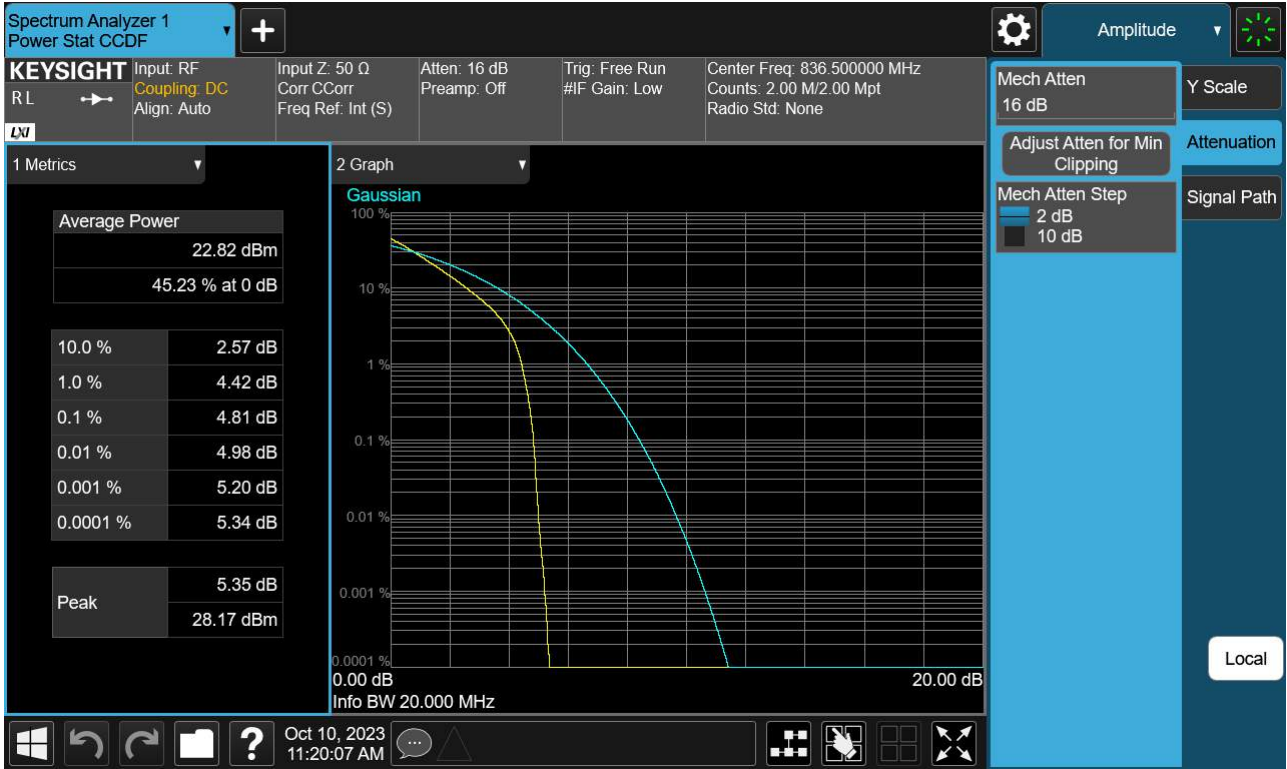 Spectrum Analyzer 1
Power Stat CCDF
Amplitude
KEYSIGHT
RL
LXI
Input: RF
Coupling: DC
Align: Auto
Input Z: 50 Ω
Corr CCorr
Freq Ref: Int (S)
Atten: 16 dB
Preamp: Off
Trig: Free Run
#IF Gain: Low
Center Freq: 836.500000 MHz
Counts: 2.00 M/2.00 Mpt
Radio Std: None
Mech Atten
16 dB
Adjust Atten for Min
Clipping
Mech Atten Step
2 dB
10 dB
Y Scale
Attenuation
Signal Path
1 Metrics
Average Power
22.82 dBm
45.23 % at 0 dB
10.0 % 2.57 dB
1.0 % 4.42 dB
0.1 % 4.81 dB
0.01 % 4.98 dB
0.001 % 5.20 dB
0.0001 % 5.34 dB
Peak
5.35 dB
28.17 dBm
2 Graph
Gaussian
100 %
10 %
1 %
0.1 %
0.01 %
0.001 %
0.0001 %
0.00 dB 20.00 dB
Info BW 20.000 MHz
Local
?
Oct 10, 2023
11:20:07 AM